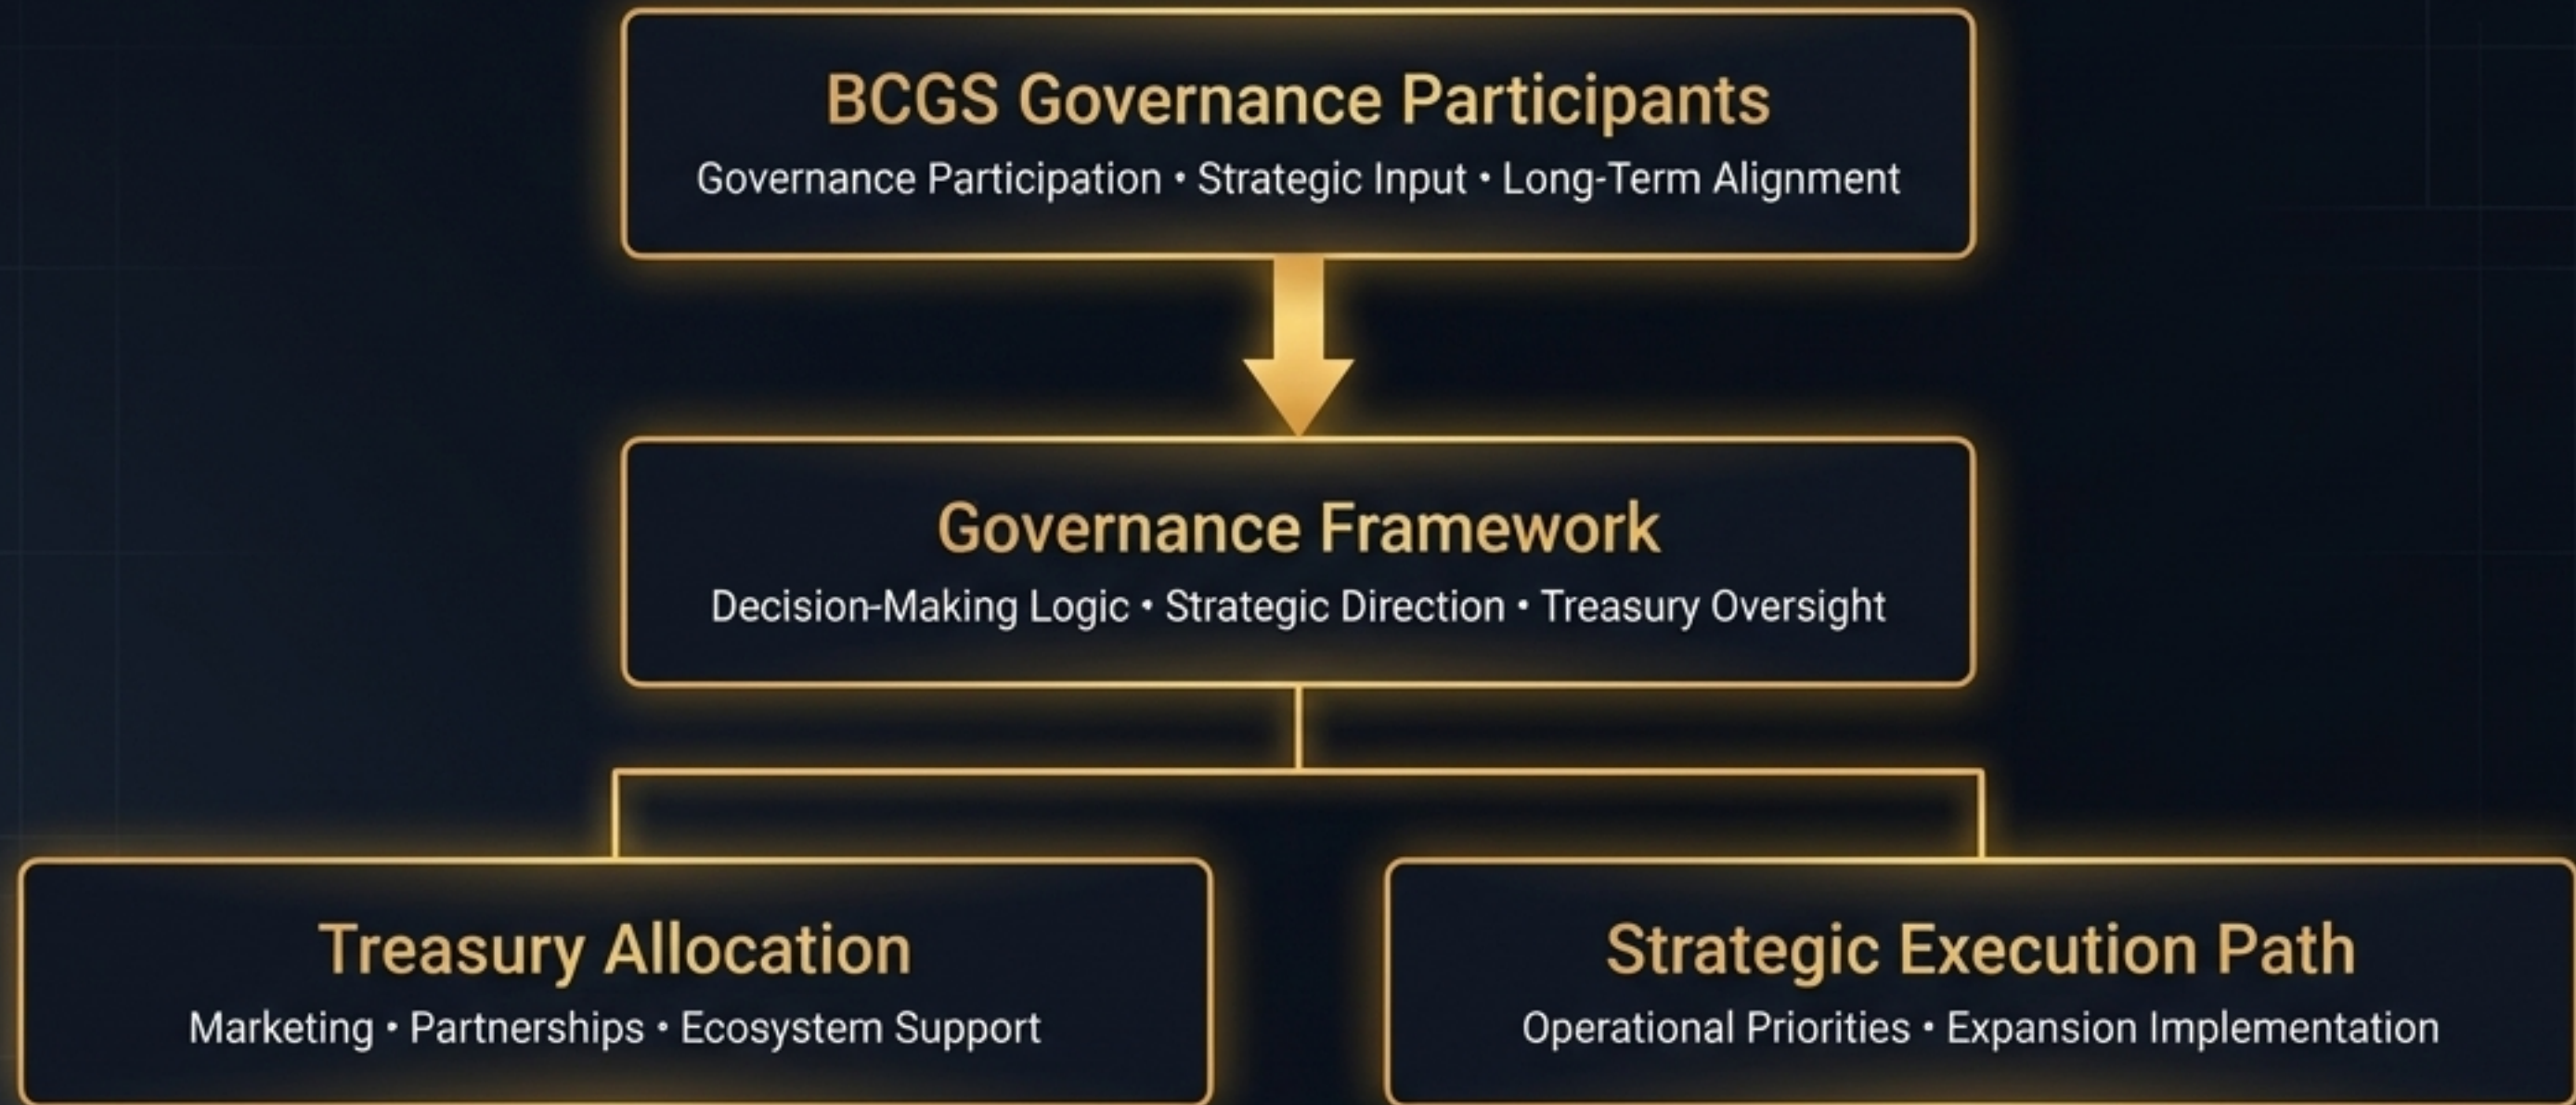 BCGS Governance Participants
Governance Participation • Strategic Input • Long-Term Alignment
Governance Framework
Decision-Making Logic • Strategic Direction • Treasury Oversight
Treasury Allocation
Marketing • Partnerships • Ecosystem Support
Strategic Execution Path
Operational Priorities • Expansion Implementation